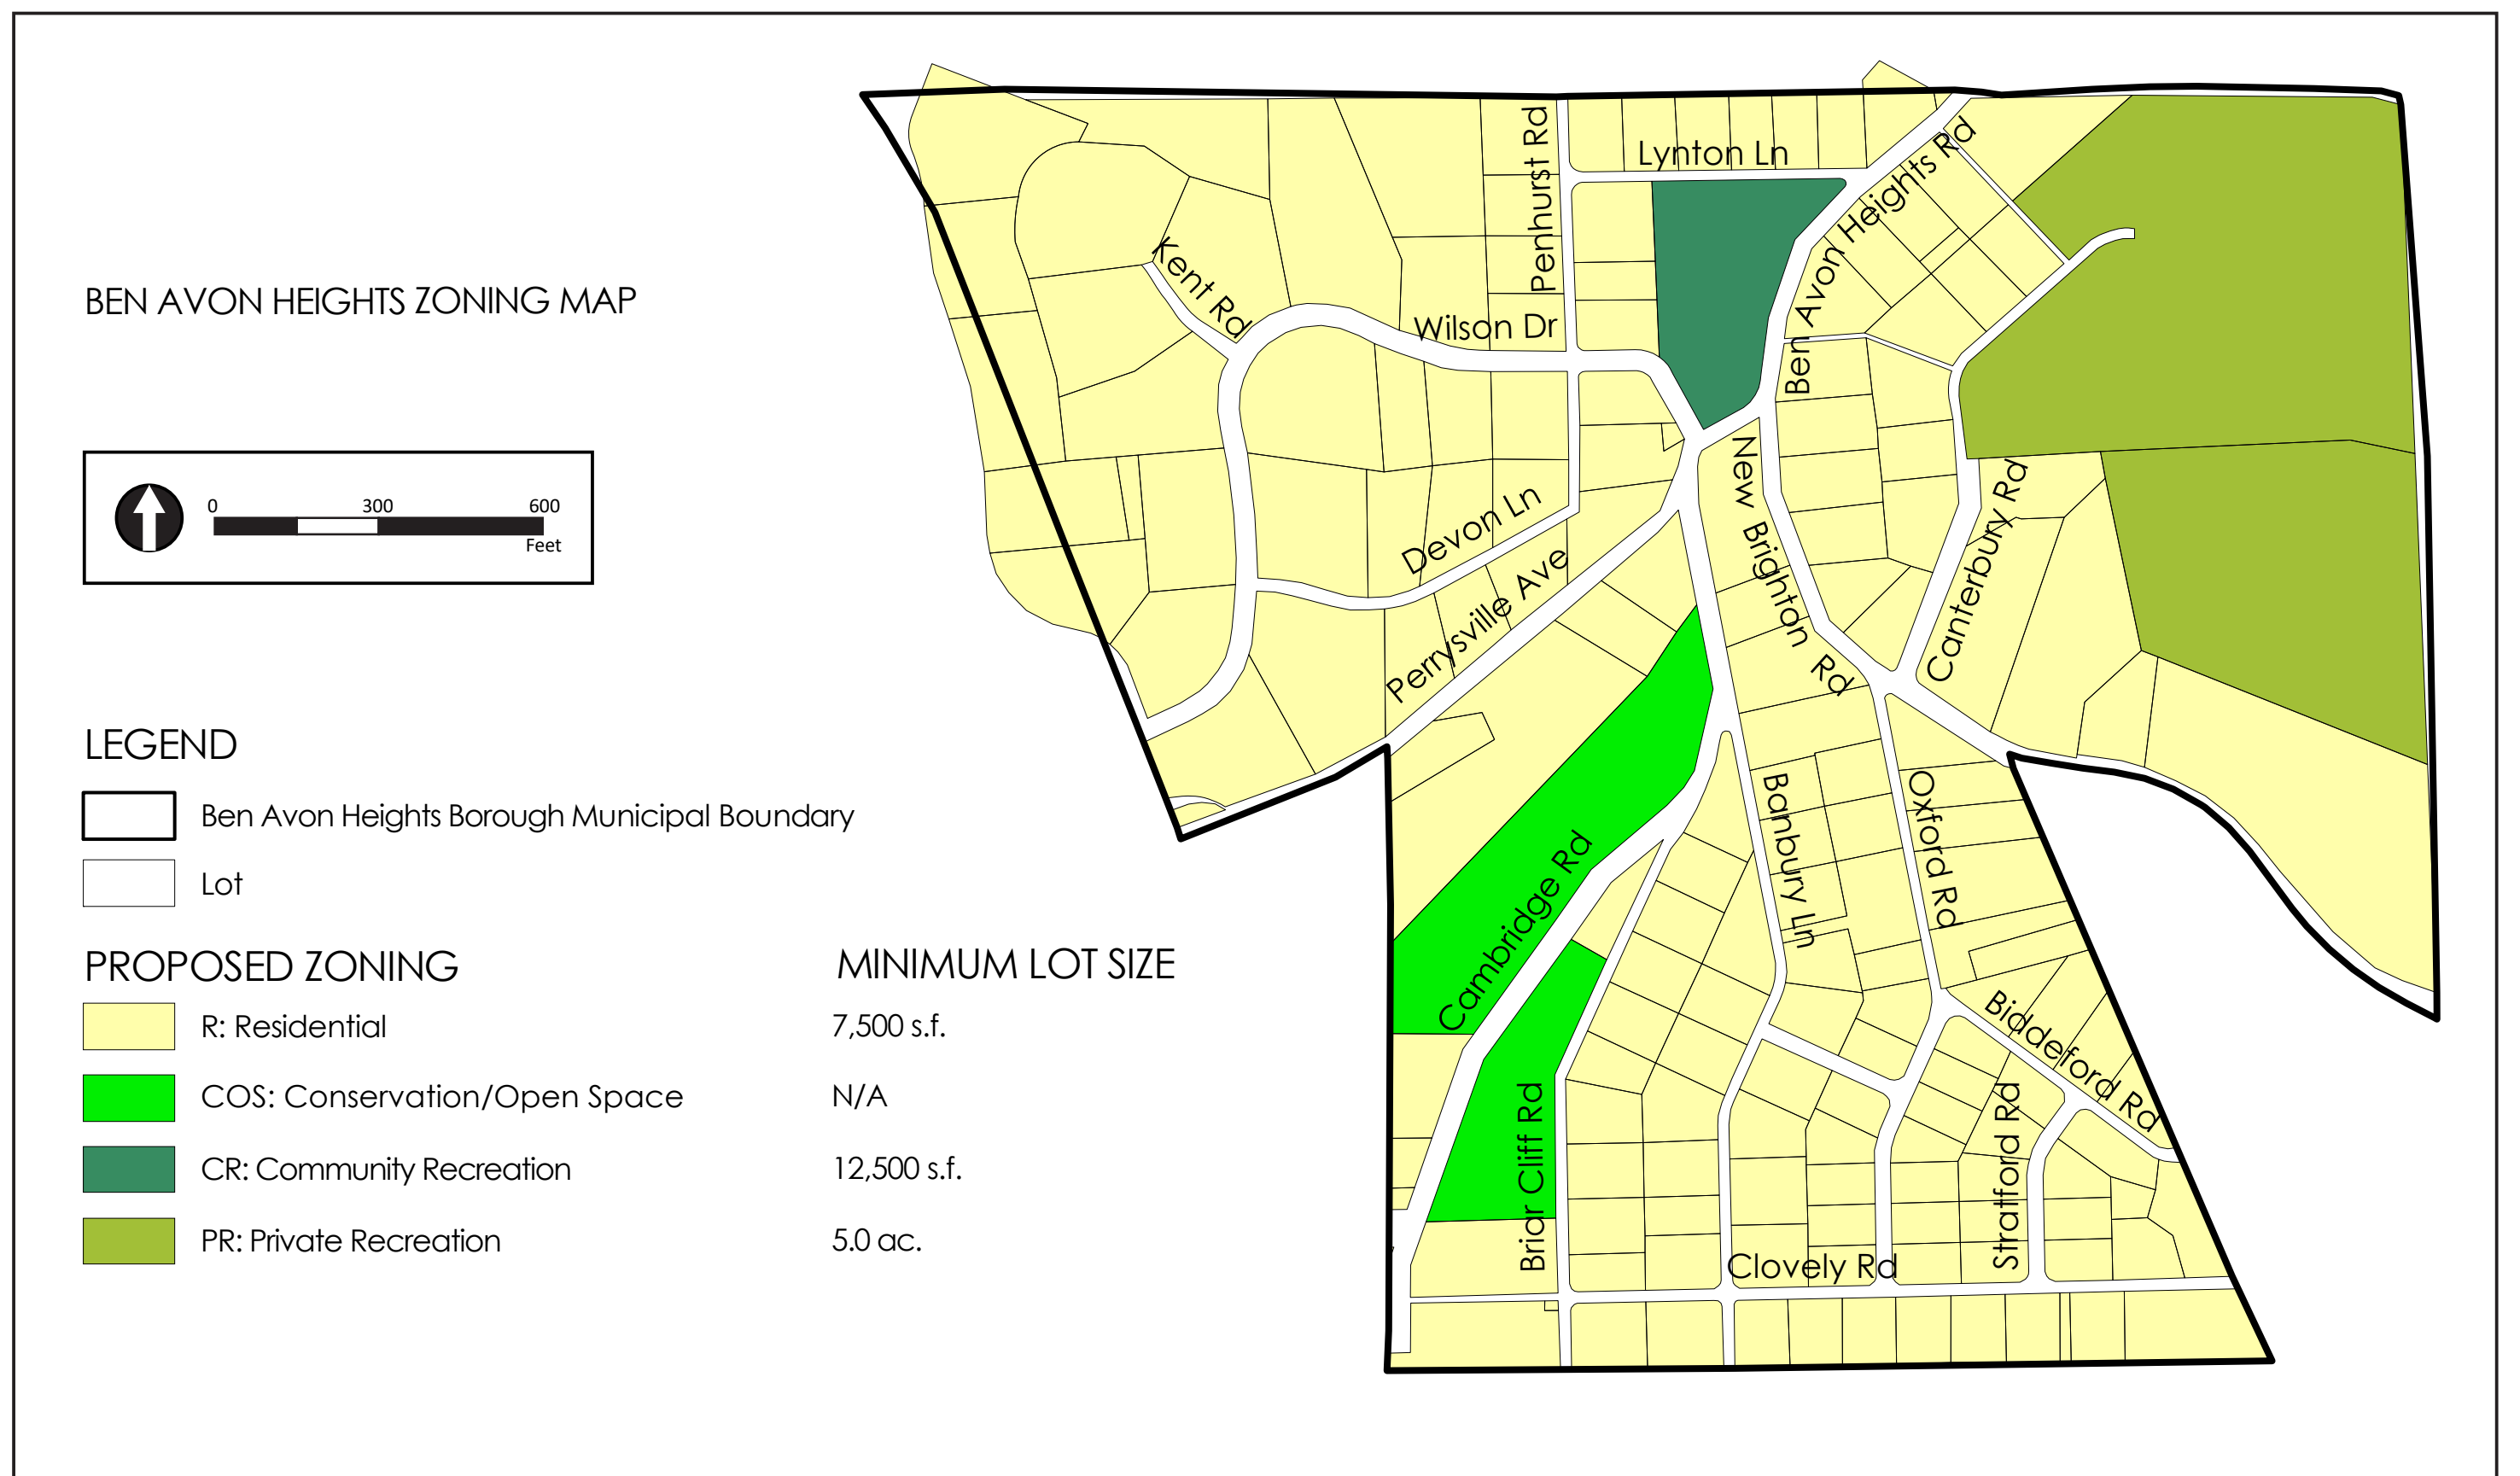 BEN AVON HEIGHTS ZONING MAP
0 300 600
Feet
LEGEND
Ben Avon Heights Borough Municipal Boundary
Lot
PROPOSED ZONING MINIMUM LOT SIZE
R: Residential 7,500 s.f.
COS: Conservation/Open Space N/A
CR: Community Recreation 12,500 s.f.
PR: Private Recreation 5.0 ac.
Penhurst Rd
Lynton Ln
Ben Avon Heights Rd
Kent Rd
Wilson Dr
Devon Ln
Perrysville Ave
New Brighton Rd
Canterbury Rd
Cambridge Rd
Banbury Ln
Oxford Rd
Biddeford Rd
Briar Cliff Rd
Stratford Rd
Clovely Rd